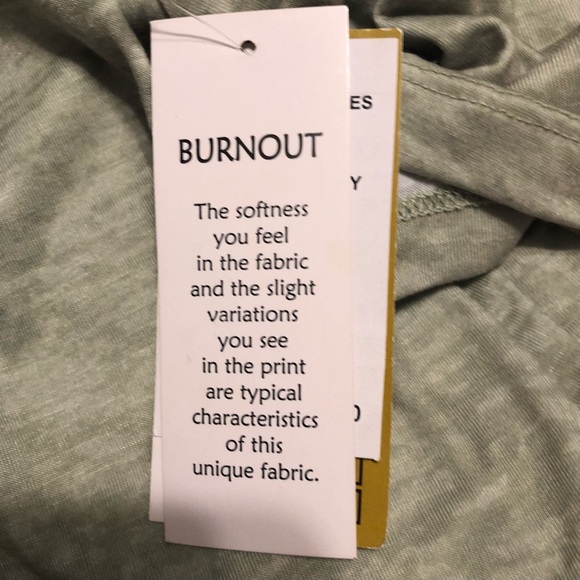 BURNOUT
The softness
you feel
in the fabric
and the slight
variations
you see
in the print
are typical
characteristics
of this
unique fabric.
ES
Y